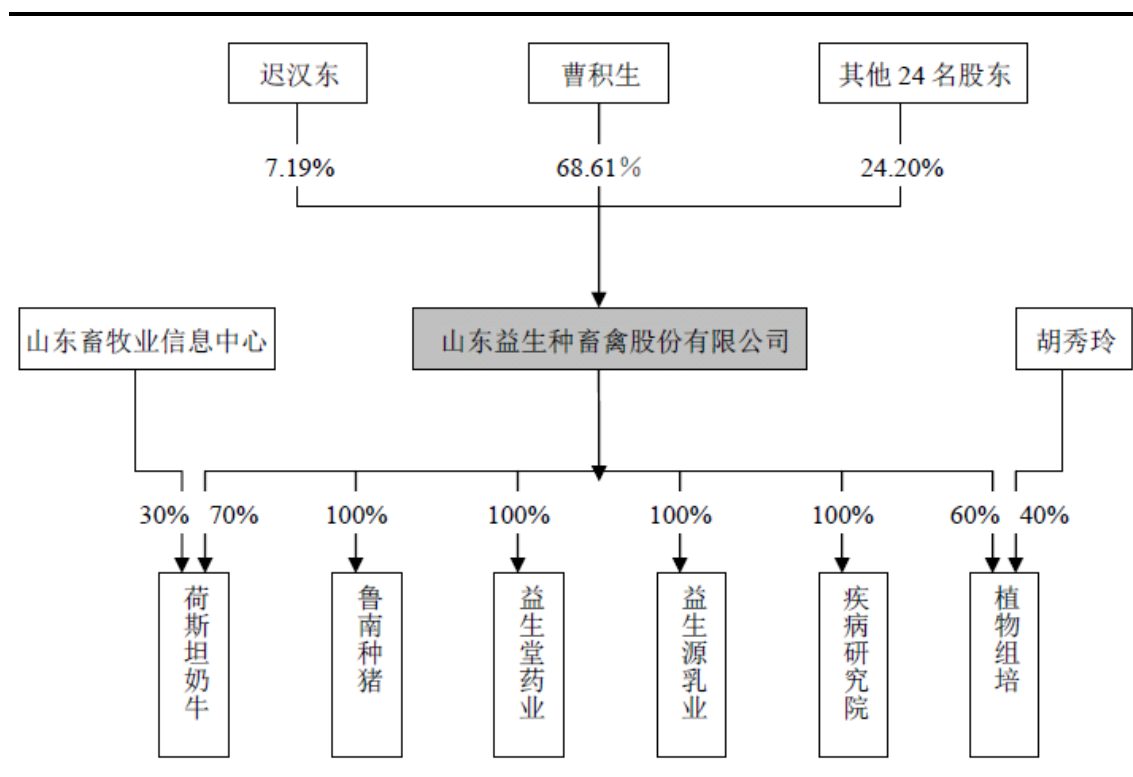 迟汉东
曹积生
其他 24 名股东
7.19%
68.61%
24.20%
山东畜牧业信息中心
山东益生种畜禽股份有限公司
胡秀玲
30%
70%
100%
100%
100%
100%
60%
40%
荷斯坦奶牛
鲁南种猪
益生堂药业
益生源乳业
疾病研究院
植物组培